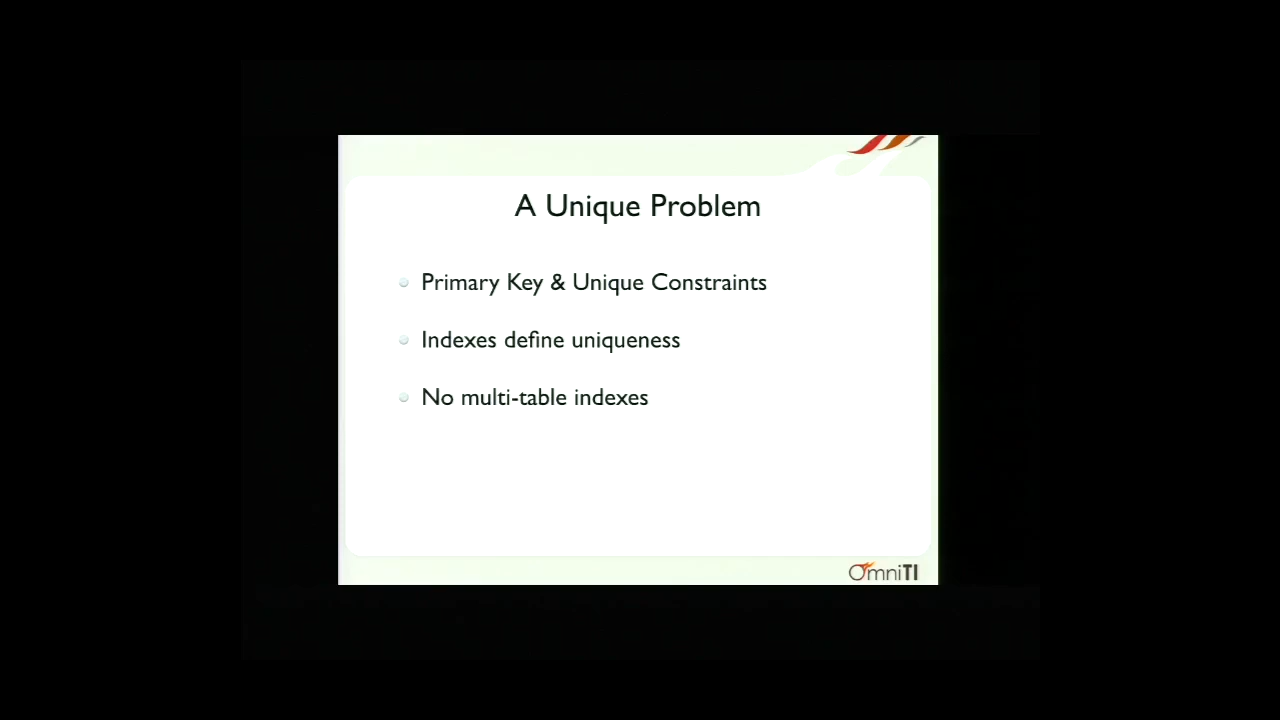 A Unique Problem
Primary Key & Unique Constraints
Indexes define uniqueness
No multi-table indexes
OmniTI